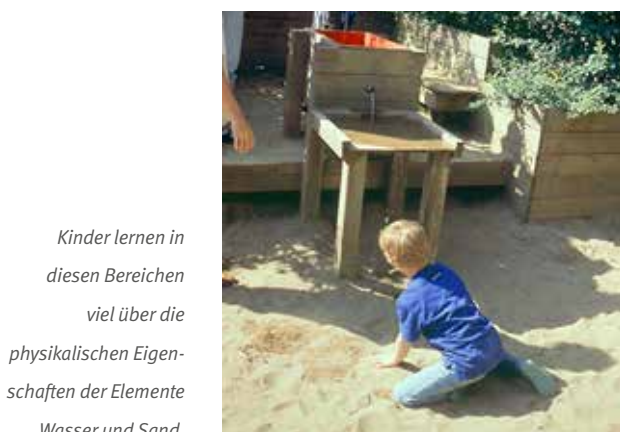 Kinder lernen in
diesen Bereichen
viel über die
physikalischen Eigen-
schaften der Elemente
Wasser und Sand.